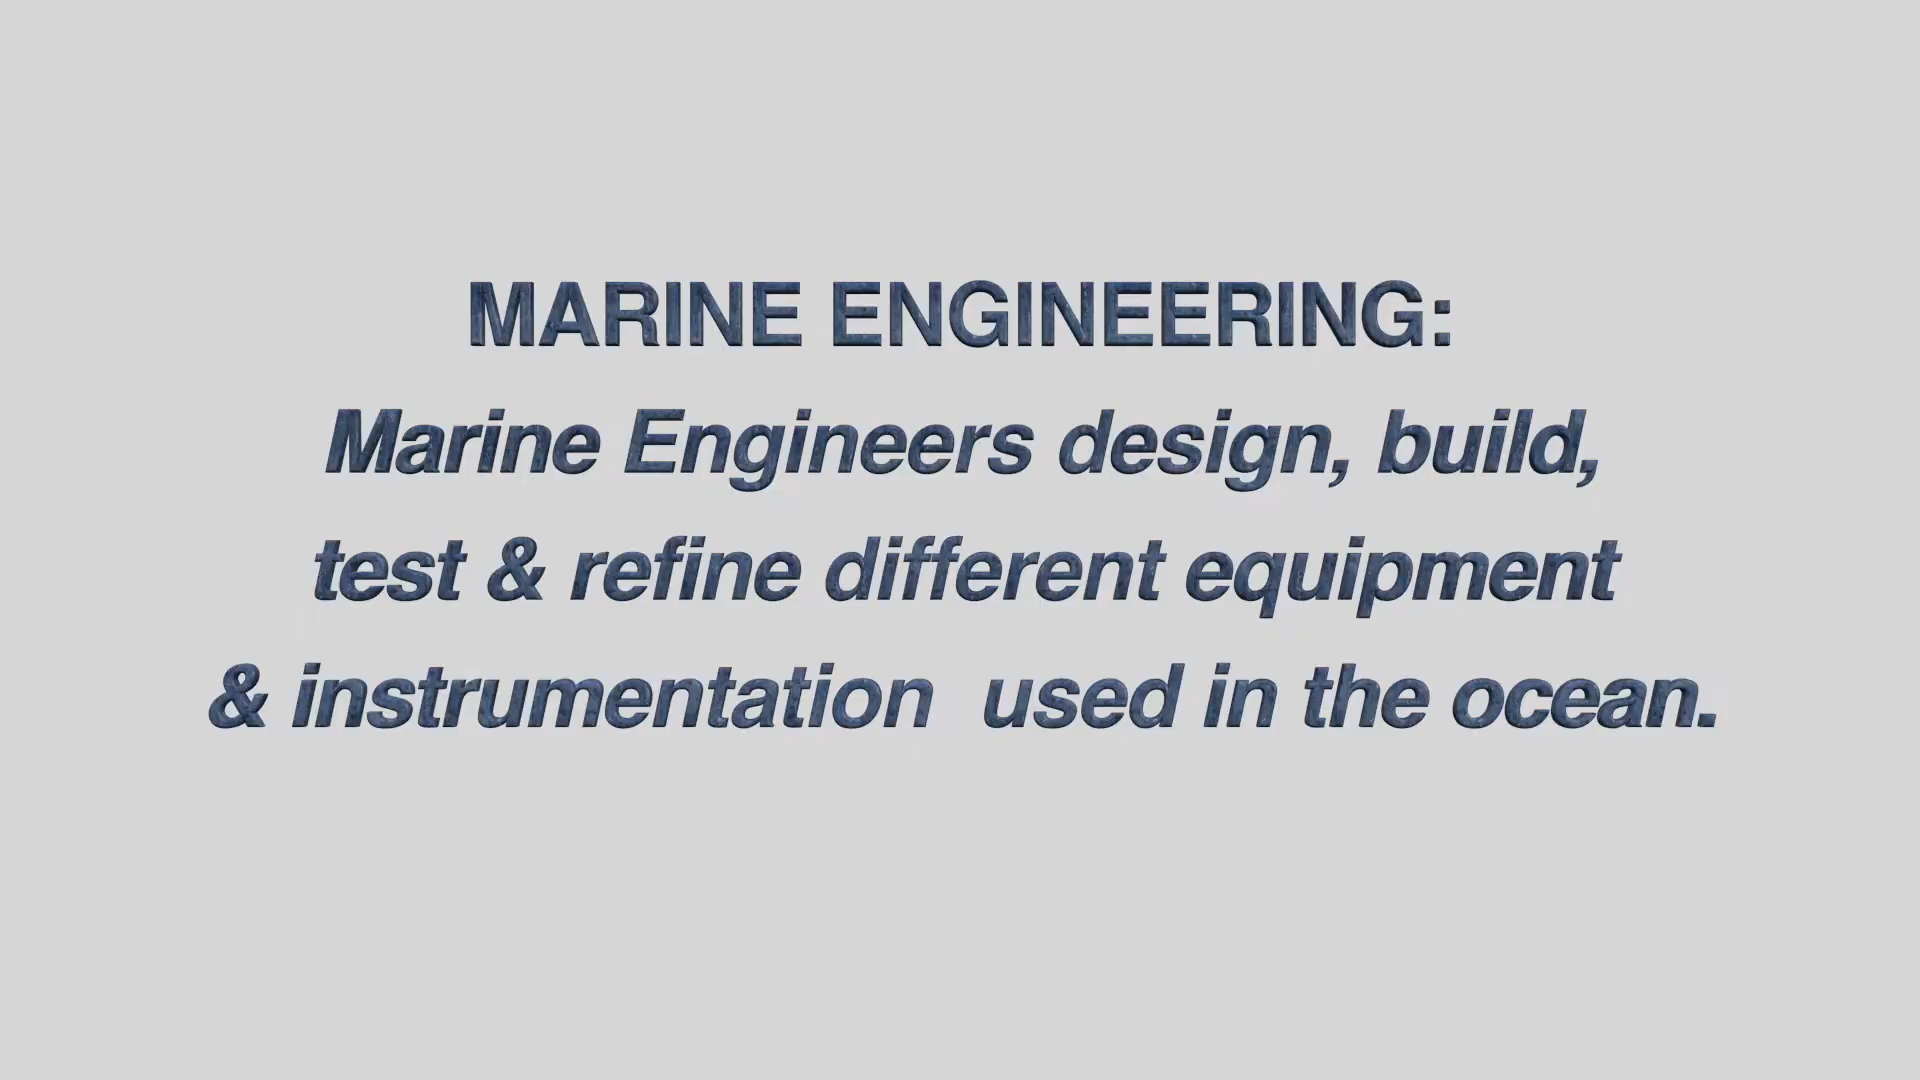 MARINE ENGINEERING:
Marine Engineers design, build,
test & refine different equipment
& instrumentation  used in the ocean.